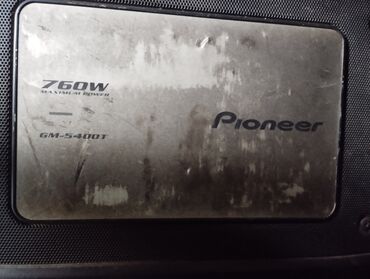 760W
MAXIMUM POWER
GM-5400T
Pioneer